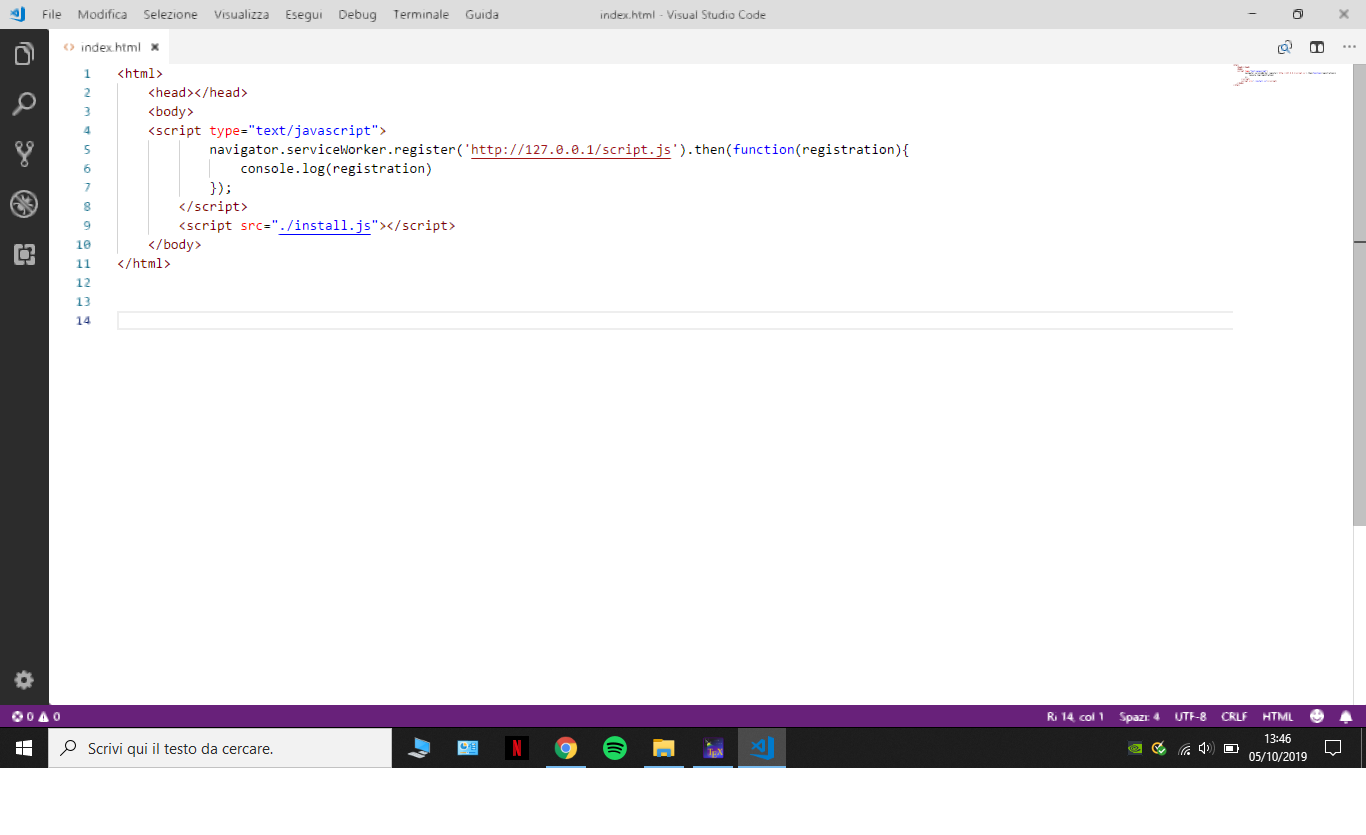 File Modifica Selezione Visualizza Esegui Debug Terminale Guida index.html - Visual Studio Code
index.html
1 <html>
2 <head></head>
3 <body>
4 <script type="text/javascript">
5 navigator.serviceWorker.register('http://127.0.0.1/script.js').then(function(registration){
6 console.log(registration)
7 });
8 </script>
9 <script src="./install.js"></script>
10 </body>
11 </html>
12
13
14
0 0 Ri 14, col 1 Spazi: 4 UTF-8 CRLF HTML
Scrivi qui il testo da cercare.
N
TEX
13:46
05/10/2019